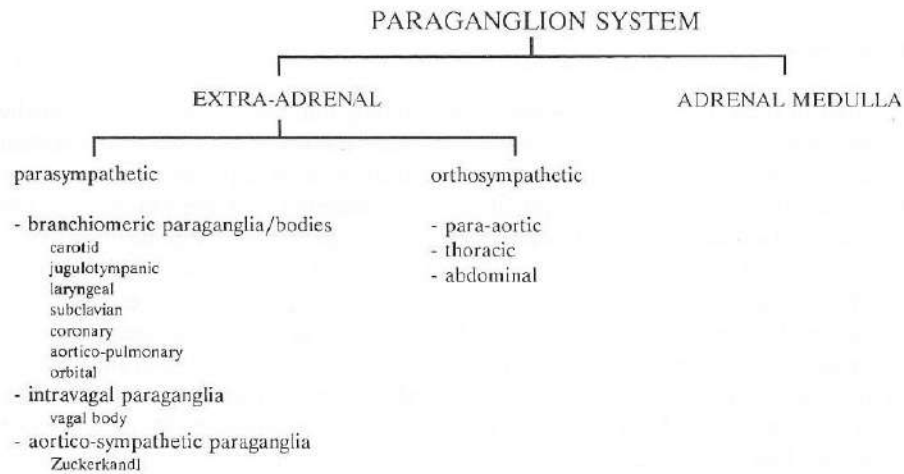 PARAGANGLION SYSTEM
EXTRA-ADRENAL
ADRENAL MEDULLA
parasympathetic
orthosympathetic
- branchiomeric paraganglia/bodies
carotid
jugulotympanic
laryngeal
subclavian
coronary
aortico-pulmonary
orbital
- intravagal paraganglia
vagal body
- aortico-sympathetic paraganglia
Zuckerkandl
- para-aortic
- thoracic
- abdominal